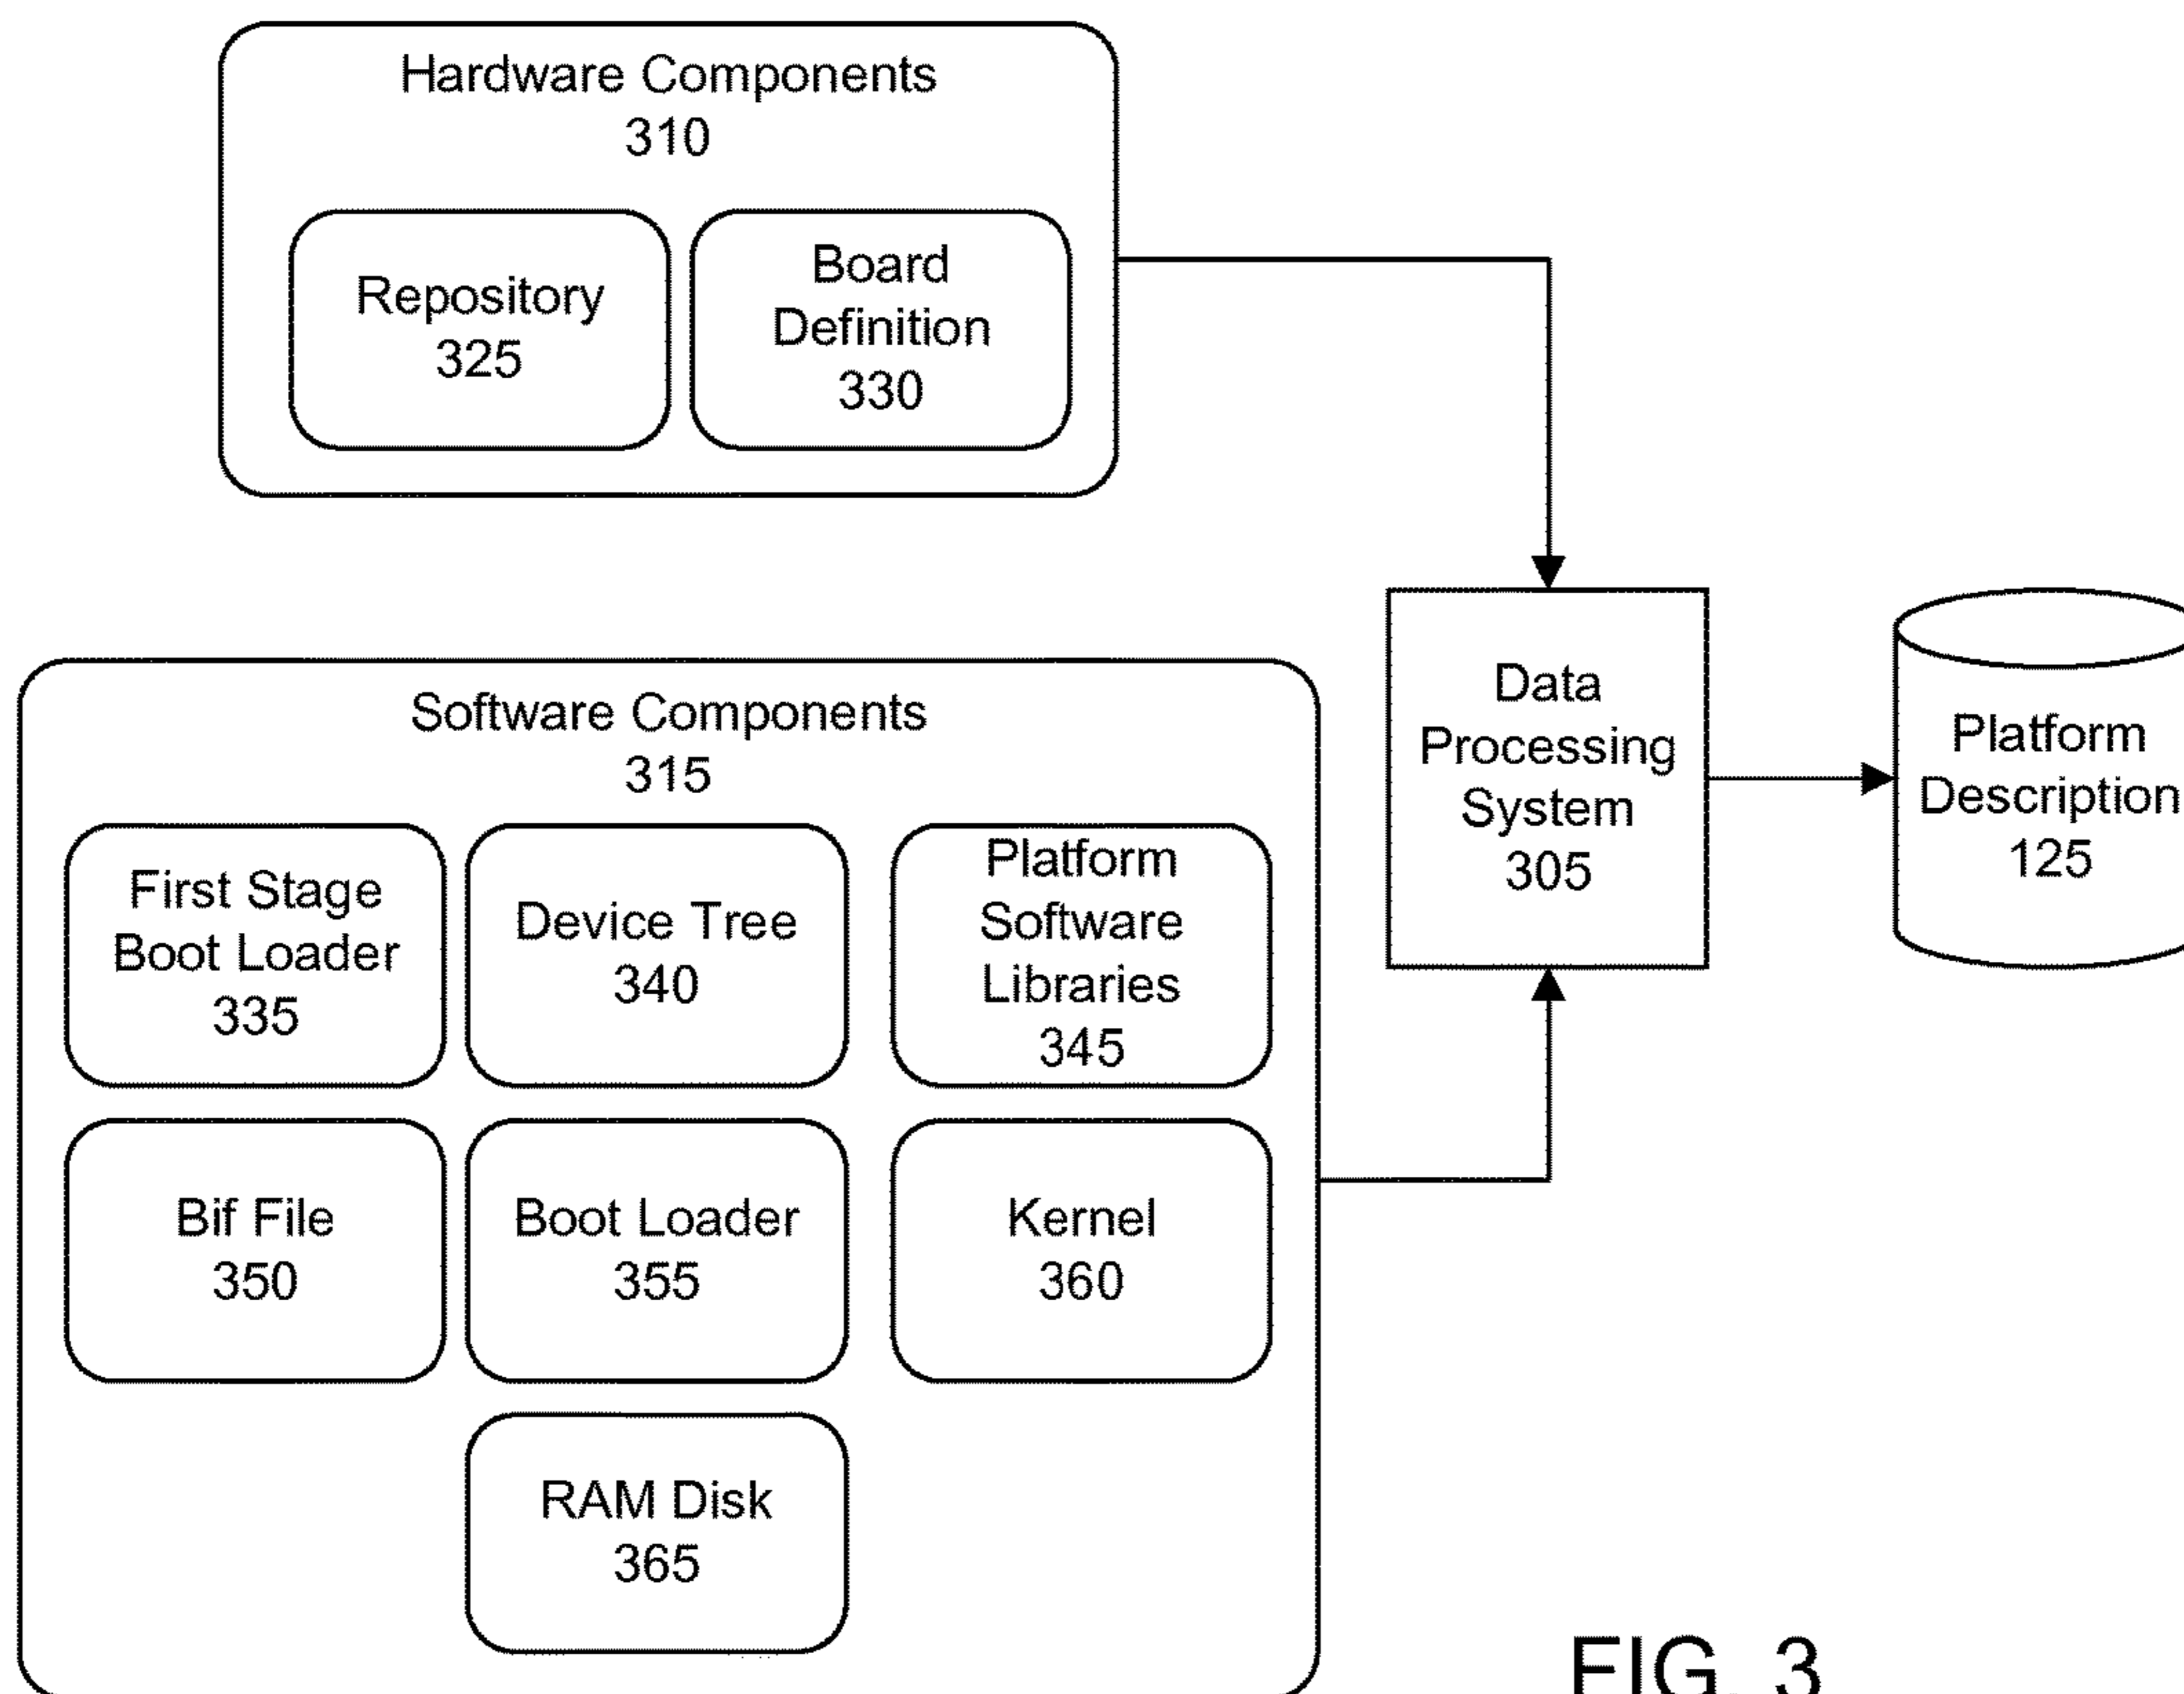 Hardware Components
310
Repository
325
Board
Definition
330
Software Components
315
First Stage
Boot Loader
335
Device Tree
340
Platform
Software
Libraries
345
Bif File
350
Boot Loader
355
Kernel
360
RAM Disk
365
Data
Processing
System
305
Platform
Description
125
FIG. 3